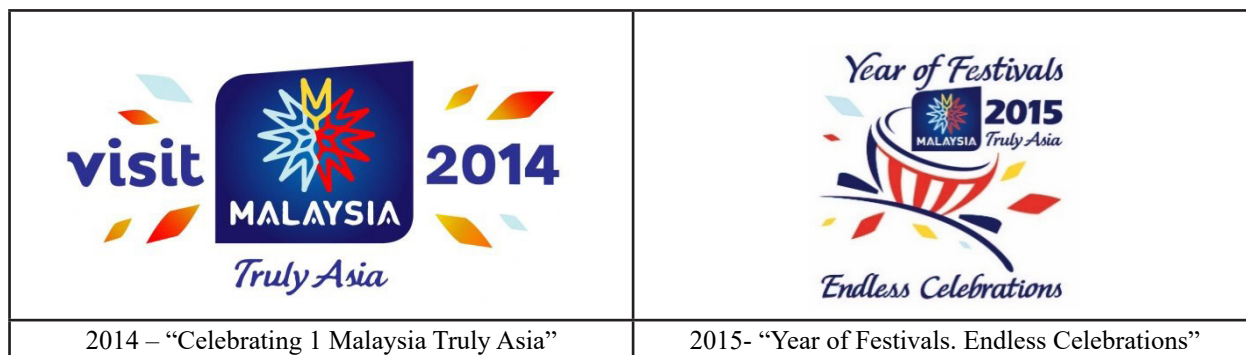 visit MALAYSIA 2014
Truly Asia
Year of Festivals
MALAYSIA 2015
Truly Asia
Endless Celebrations
2014 – “Celebrating 1 Malaysia Truly Asia”
2015- “Year of Festivals. Endless Celebrations”